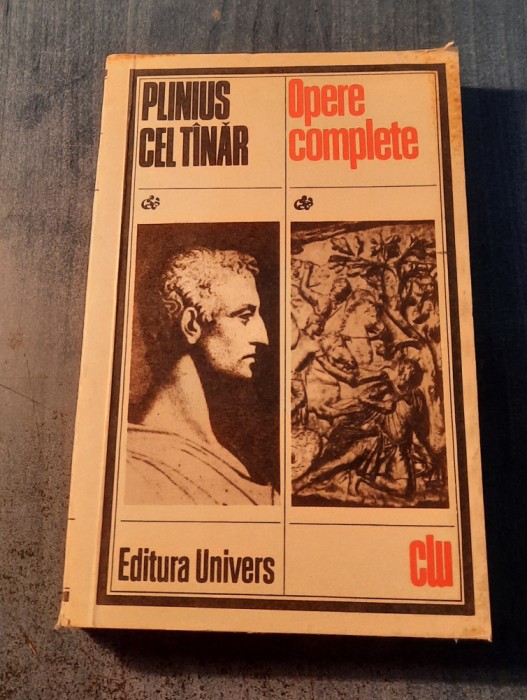 PLINIUS
CEL TÎNĂR
Opere
complete
Editura Univers
clu